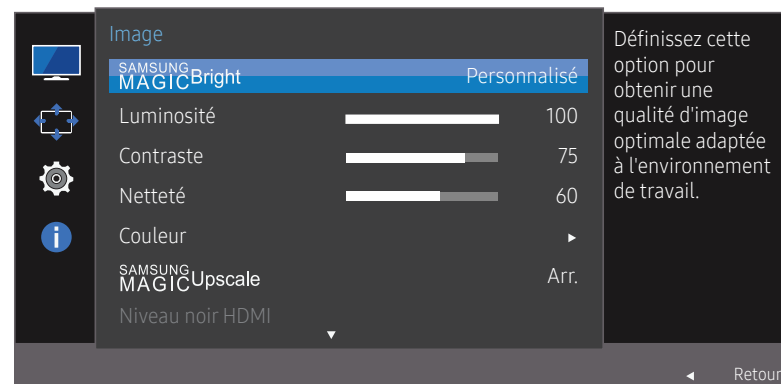 Image
SAMSUNG MAGIC Bright Personnalisé
Luminosité 100
Contraste 75
Netteté 60
Couleur
SAMSUNG MAGIC Upscale Arr.
Niveau noir HDMI
Définissez cette
option pour
obtenir une
qualité d'image
optimale adaptée
à l'environnement
de travail.
Retour